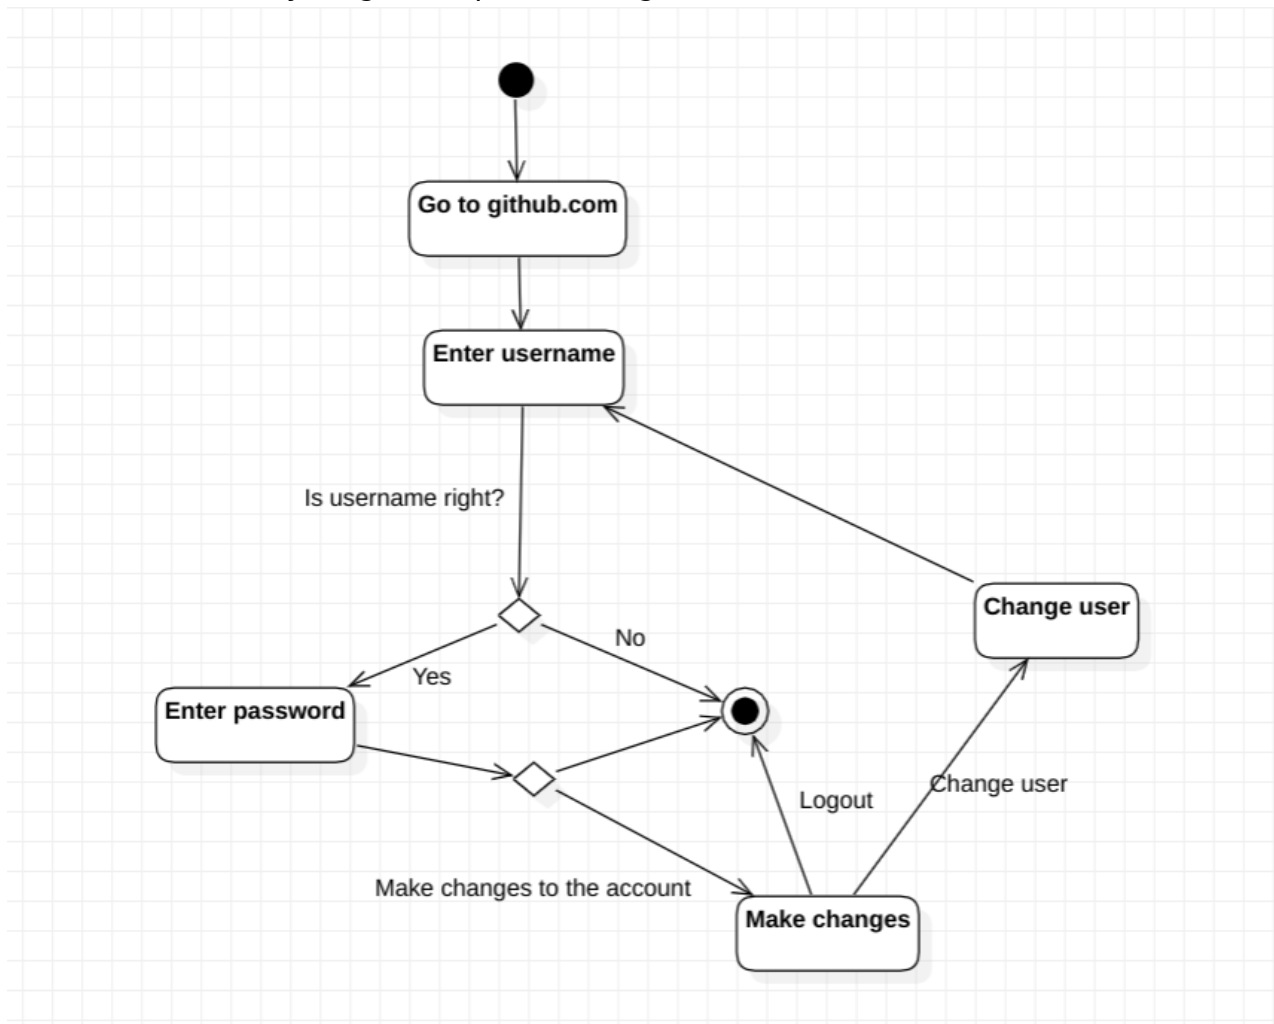 Go to github.com
Enter username
Is username right?
Change user
No
Yes
Enter password
Change user
Logout
Make changes to the account
Make changes